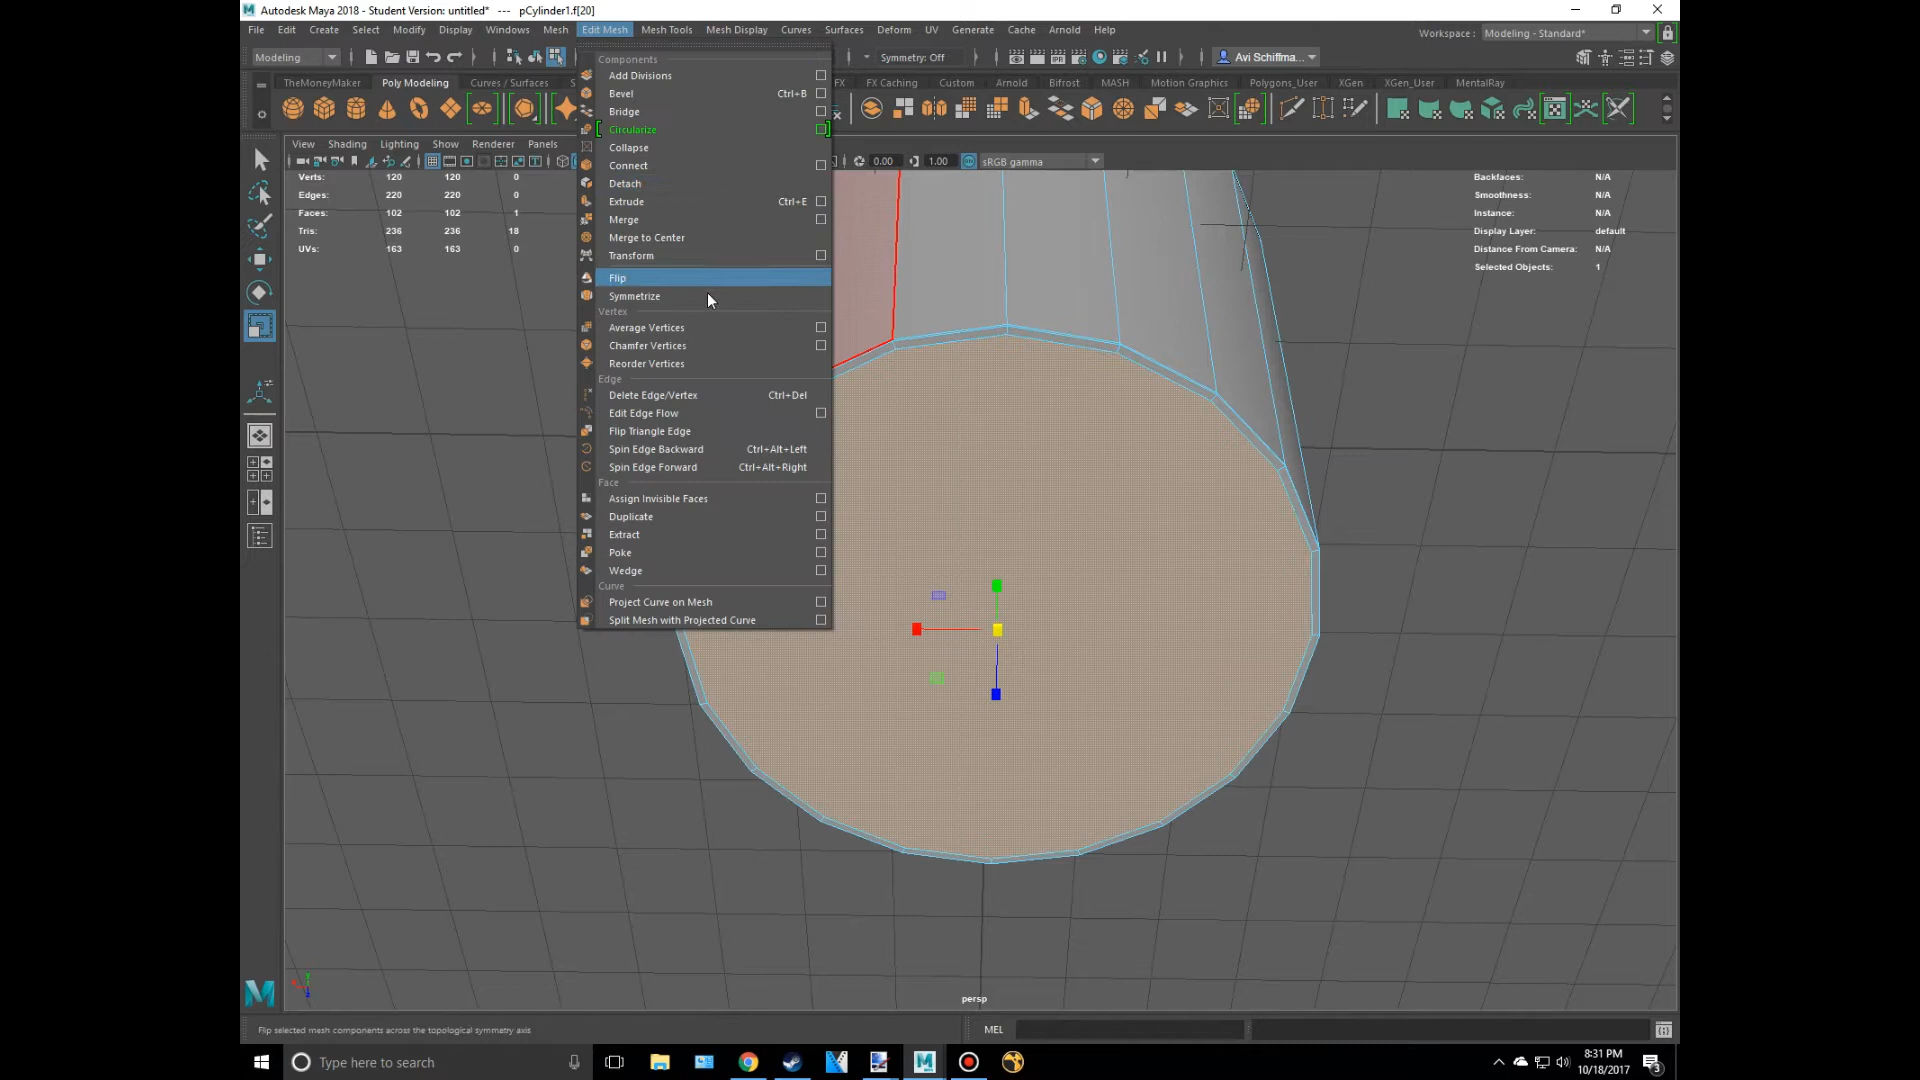 Autodesk Maya 2018 - Student Version: untitled* --- pCylinder1.f[20]
File Edit Create Select Modify Display Windows Mesh Edit Mesh Mesh Tools Mesh Display Curves Surfaces Deform UV Generate Cache Arnold Help
Workspace : Modeling - Standard*
Modeling Symmetry: Off Avi Schiffma...
TheMoneyMaker Poly Modeling Curves / Surfaces FX FX Caching Custom Arnold Bifrost MASH Motion Graphics Polygons_User XGen XGen_User MentalRay
View Shading Lighting Show Renderer Panels
0.00 1.00 sRGB gamma
Verts: 120 120 0
Edges: 220 220 0
Faces: 102 102 1
Tris: 236 236 18
UVs: 163 163 0
Components
Add Divisions
Bevel Ctrl+B
Bridge
Circularize
Collapse
Connect
Detach
Extrude Ctrl+E
Merge
Merge to Center
Transform
Flip
Symmetrize
Vertex
Average Vertices
Chamfer Vertices
Reorder Vertices
Edge
Delete Edge/Vertex Ctrl+Del
Edit Edge Flow
Flip Triangle Edge
Spin Edge Backward Ctrl+Alt+Left
Spin Edge Forward Ctrl+Alt+Right
Face
Assign Invisible Faces
Duplicate
Extract
Poke
Wedge
Curve
Project Curve on Mesh
Split Mesh with Projected Curve
Backfaces: N/A
Smoothness: N/A
Instance: N/A
Display Layer: default
Distance From Camera: N/A
Selected Objects: 1
persp
Flip selected mesh components across the topological symmetry axis
MEL
Type here to search
8:31 PM
10/18/2017
3